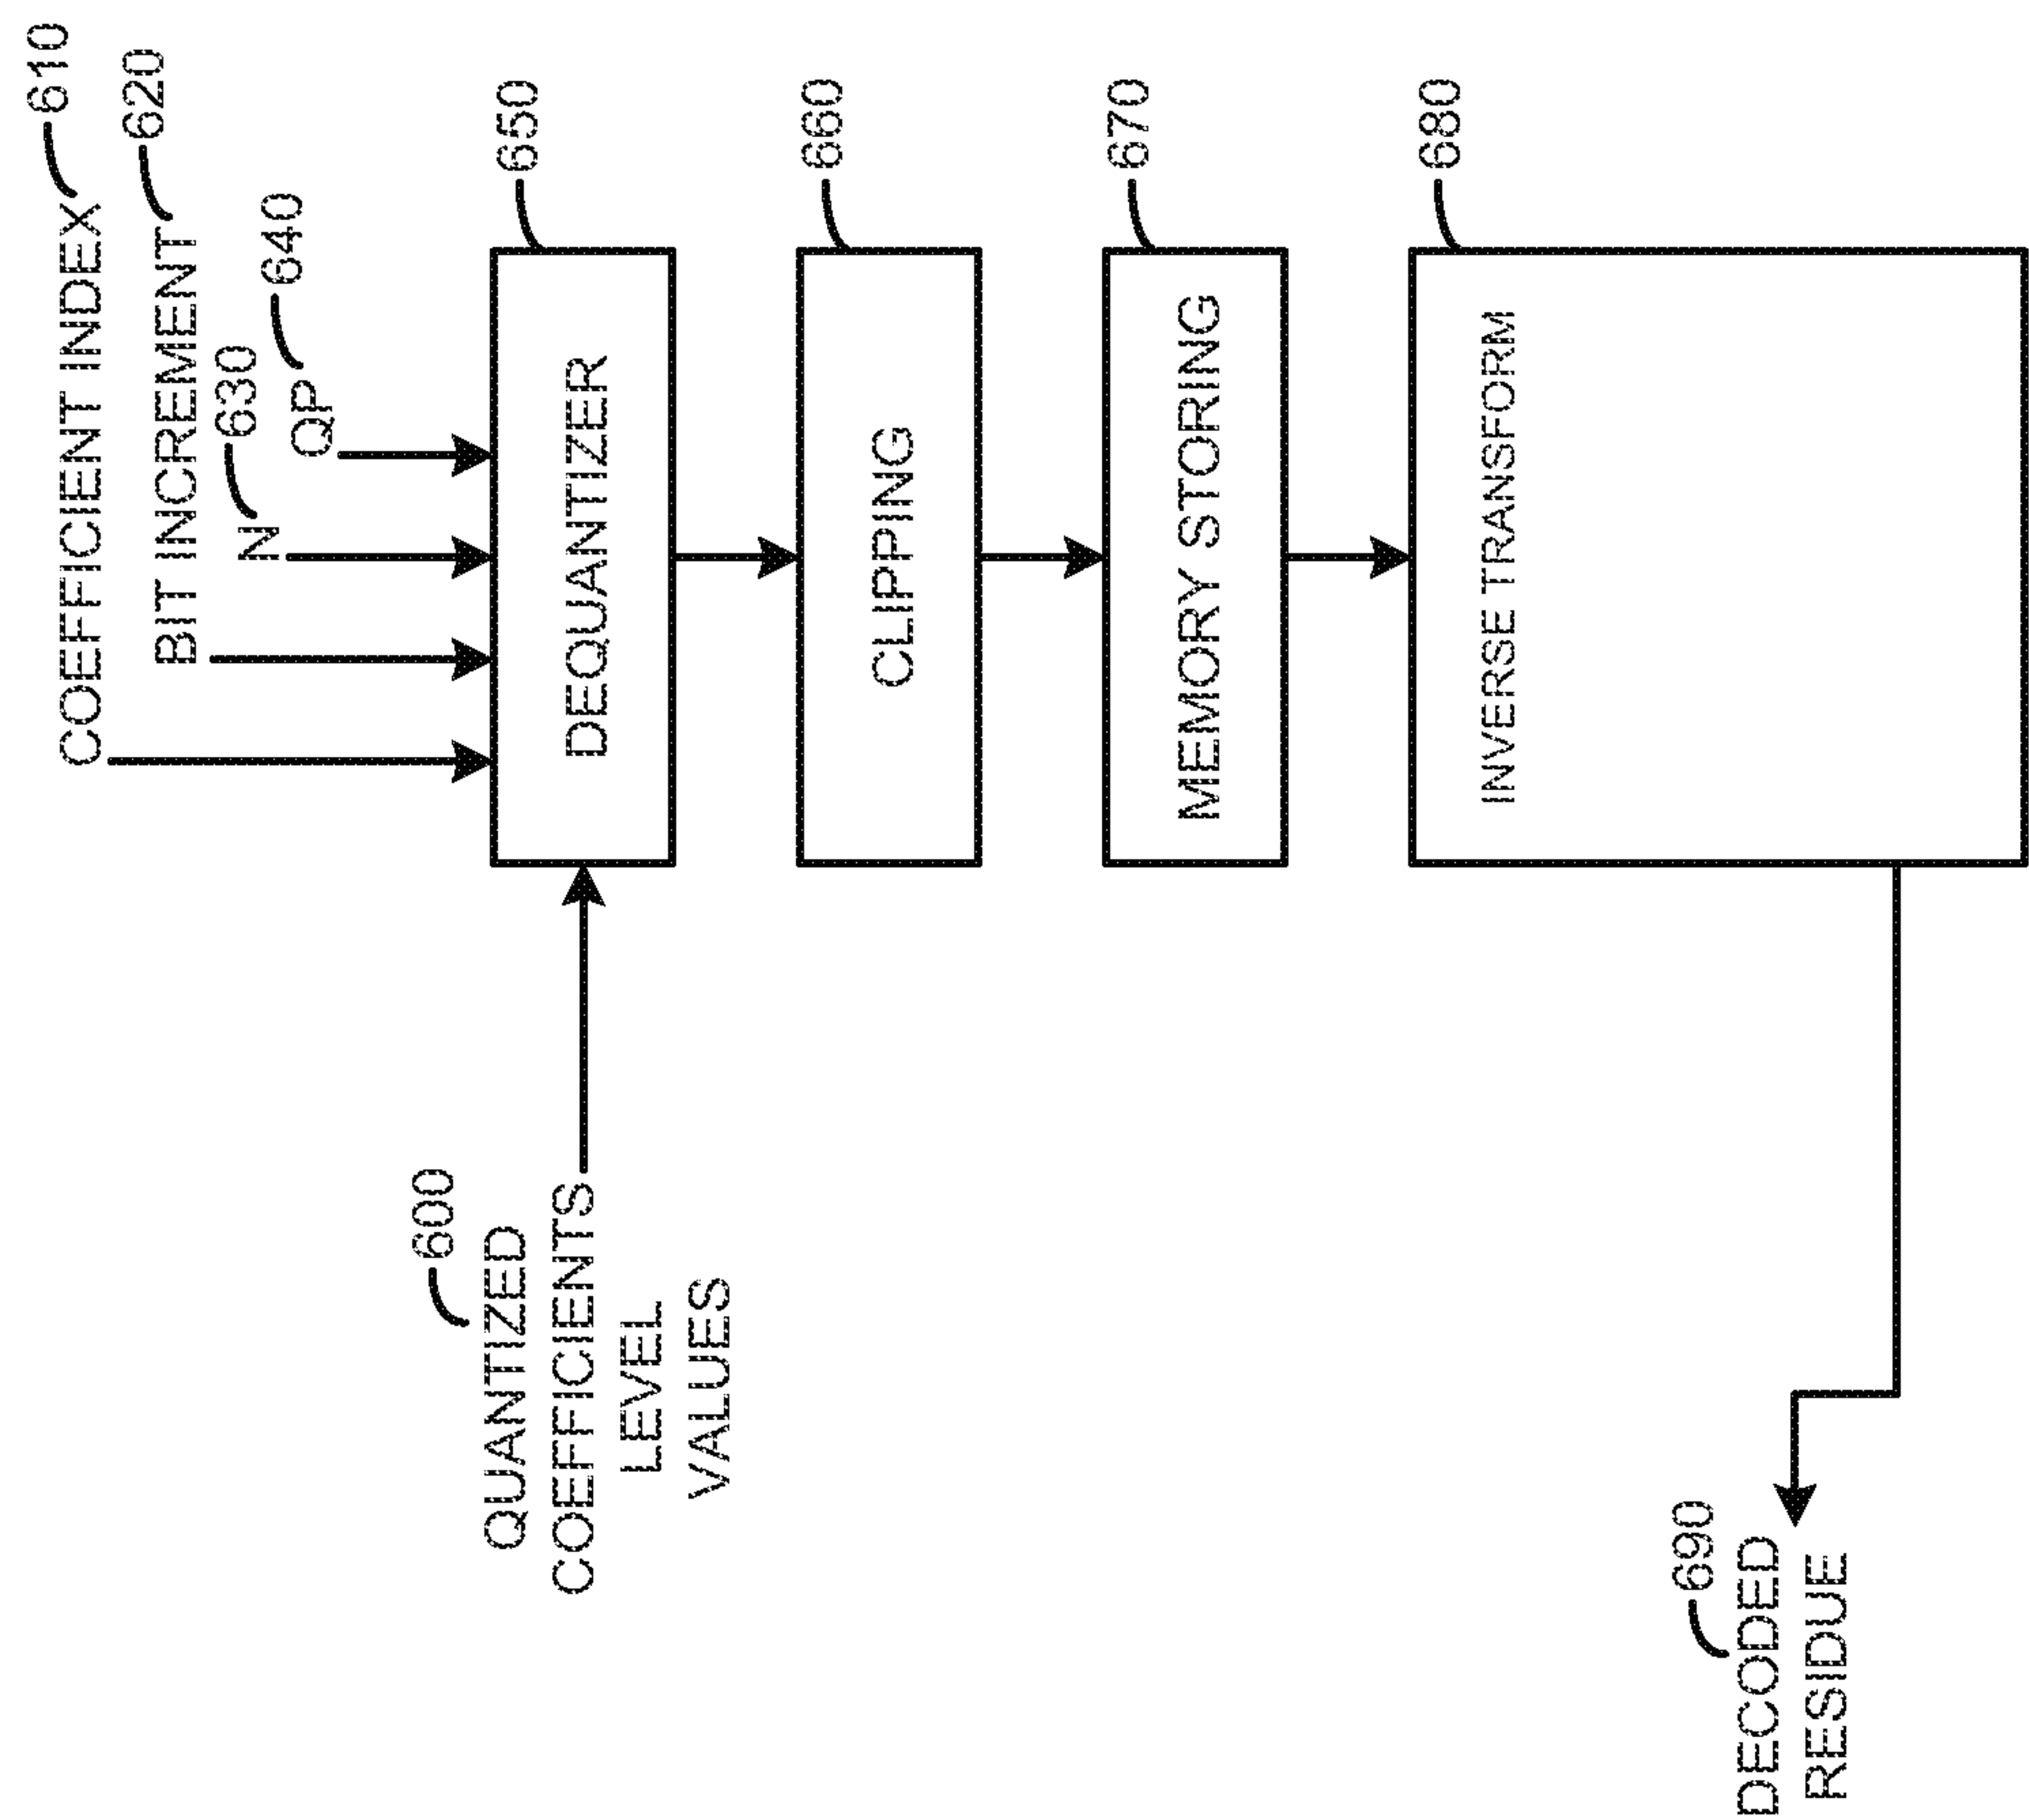 COEFFICIENT INDEX 610
BIT INCREMENT 620
N 630
QP 640
600
QUANTIZED
COEFFICIENTS
LEVEL
VALUES
DEQUANTIZER
650
CLIPPING
660
MEMORY STORING
670
INVERSE TRANSFORM
680
690
DECODED
RESIDUE